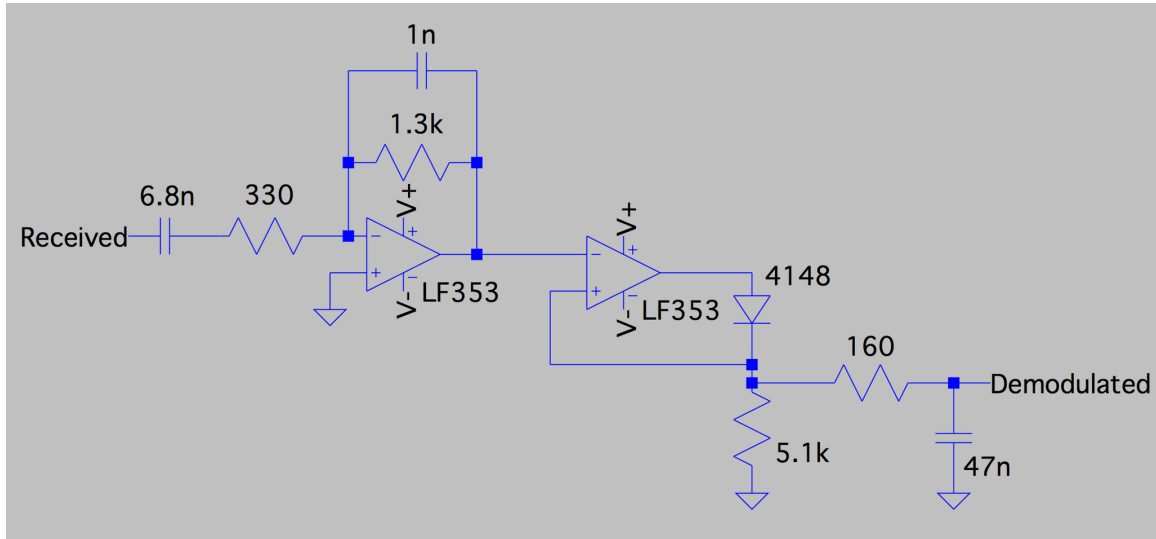 1n
1.3k
6.8n
330
V+
+
−
Received
+
−
V-
LF353
V+
+
−
+
−
V-
LF353
4148
160
Demodulated
5.1k
47n